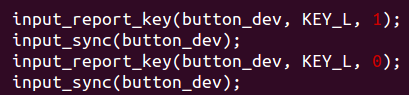 input_report_key(button_dev, KEY_L, 1);
input_sync(button_dev);
input_report_key(button_dev, KEY_L, 0);
input_sync(button_dev);